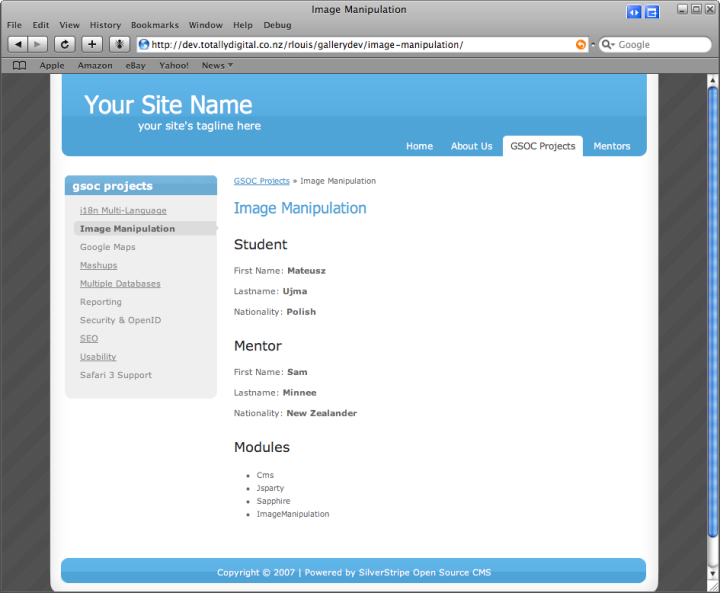 Image Manipulation
File Edit View History Bookmarks Window Help Debug
http://dev.totallydigital.co.nz/rlouis/gallerydev/image-manipulation/
Google
Apple Amazon eBay Yahoo! News
Your Site Name
your site's tagline here
Home About Us GSOC Projects Mentors
gsoc projects
i18n Multi-Language
Image Manipulation
Google Maps
Mashups
Multiple Databases
Reporting
Security & OpenID
SEO
Usability
Safari 3 Support
GSOC Projects » Image Manipulation
Image Manipulation
Student
First Name: Mateusz
Lastname: Ujma
Nationality: Polish
Mentor
First Name: Sam
Lastname: Minnee
Nationality: New Zealander
Modules
• Cms
• Jsparty
• Sapphire
• ImageManipulation
Copyright © 2007 | Powered by SilverStripe Open Source CMS